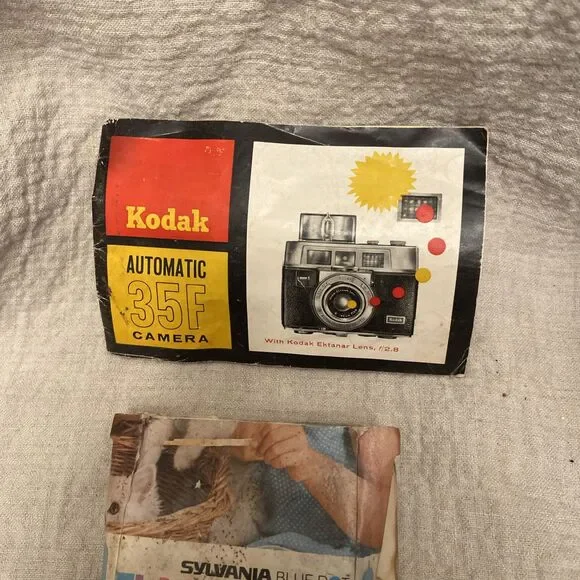 Kodak
AUTOMATIC
35F
CAMERA
With Kodak Ektanar Lens, f/2.8
SYLVANIA BLUE DOT